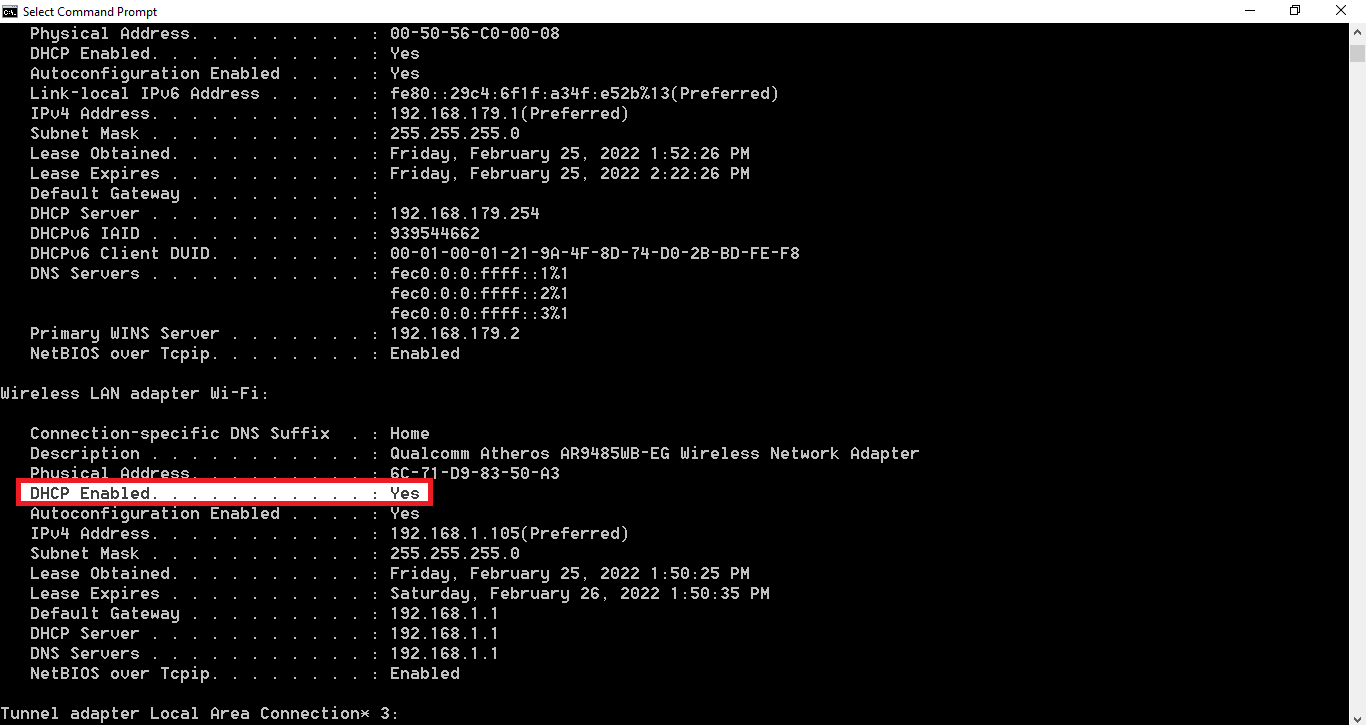 Select Command Prompt
Physical Address. . . . . . . . . : 00-50-56-C0-00-08
DHCP Enabled. . . . . . . . . . . : Yes
Autoconfiguration Enabled . . . . : Yes
Link-local IPv6 Address . . . . . : fe80::29c4:6f1f:a34f:e52b%13(Preferred)
IPv4 Address. . . . . . . . . . . : 192.168.179.1(Preferred)
Subnet Mask . . . . . . . . . . . : 255.255.255.0
Lease Obtained. . . . . . . . . . : Friday, February 25, 2022 1:52:26 PM
Lease Expires . . . . . . . . . . : Friday, February 25, 2022 2:22:26 PM
Default Gateway . . . . . . . . . :
DHCP Server . . . . . . . . . . . : 192.168.179.254
DHCPv6 IAID . . . . . . . . . . . : 939544662
DHCPv6 Client DUID. . . . . . . . : 00-01-00-01-21-9A-4F-8D-74-D0-2B-BD-FE-F8
DNS Servers . . . . . . . . . . . : fec0:0:0:ffff::1%1
fec0:0:0:ffff::2%1
fec0:0:0:ffff::3%1
Primary WINS Server . . . . . . . : 192.168.179.2
NetBIOS over Tcpip. . . . . . . . : Enabled
Wireless LAN adapter Wi-Fi:
Connection-specific DNS Suffix  . : Home
Description . . . . . . . . . . . : Qualcomm Atheros AR9485WB-EG Wireless Network Adapter
Physical Address. . . . . . . . . : 6C-71-D9-83-50-A3
DHCP Enabled. . . . . . . . . . . : Yes
Autoconfiguration Enabled . . . . : Yes
IPv4 Address. . . . . . . . . . . : 192.168.1.105(Preferred)
Subnet Mask . . . . . . . . . . . : 255.255.255.0
Lease Obtained. . . . . . . . . . : Friday, February 25, 2022 1:50:25 PM
Lease Expires . . . . . . . . . . : Saturday, February 26, 2022 1:50:35 PM
Default Gateway . . . . . . . . . : 192.168.1.1
DHCP Server . . . . . . . . . . . : 192.168.1.1
DNS Servers . . . . . . . . . . . : 192.168.1.1
NetBIOS over Tcpip. . . . . . . . : Enabled
Tunnel adapter Local Area Connection* 3: